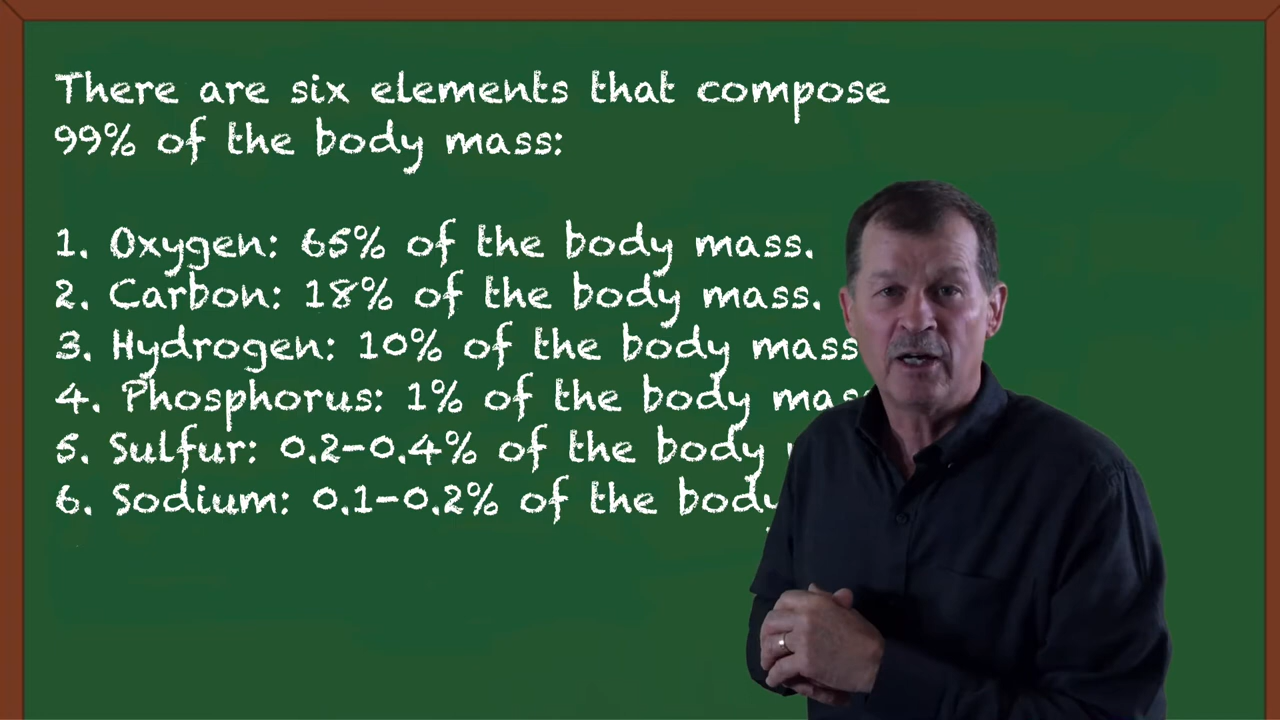 There are six elements that compose
99% of the body mass:
1. Oxygen: 65% of the body mass.
2. Carbon: 18% of the body mass.
3. Hydrogen: 10% of the body mass
4. Phosphorus: 1% of the body
5. Sulfur: 0.2-0.4% of the body
6. Sodium: 0.1-0.2% of the body